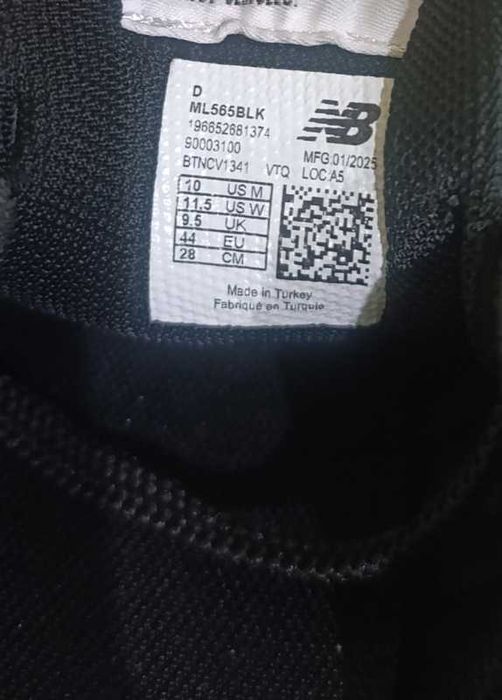 D
ML565BLK
196652681374
90003100
BTNCV1341 VTQ
NB
MFG:01/2025
LOC:A5
10 US M
11.5 US W
9.5 UK
44 EU
28 CM
Made in Turkey
Fabriqué en Turquie